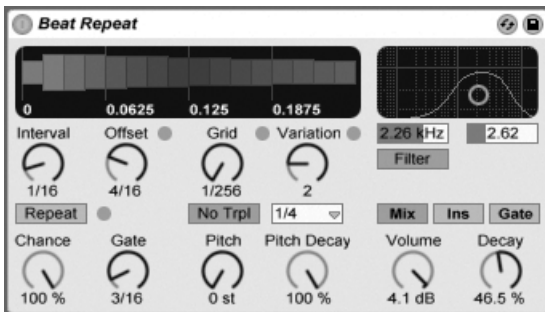 Beat Repeat
0 0.0625 0.125 0.1875
2.26 kHz 2.62
Filter
Interval Offset Grid Variation
1/16 4/16 1/256 2
Repeat No Trpl 1/4 Mix Ins Gate
Chance Gate Pitch Pitch Decay Volume Decay
100 % 3/16 0 st 100 % 4.1 dB 46.5 %